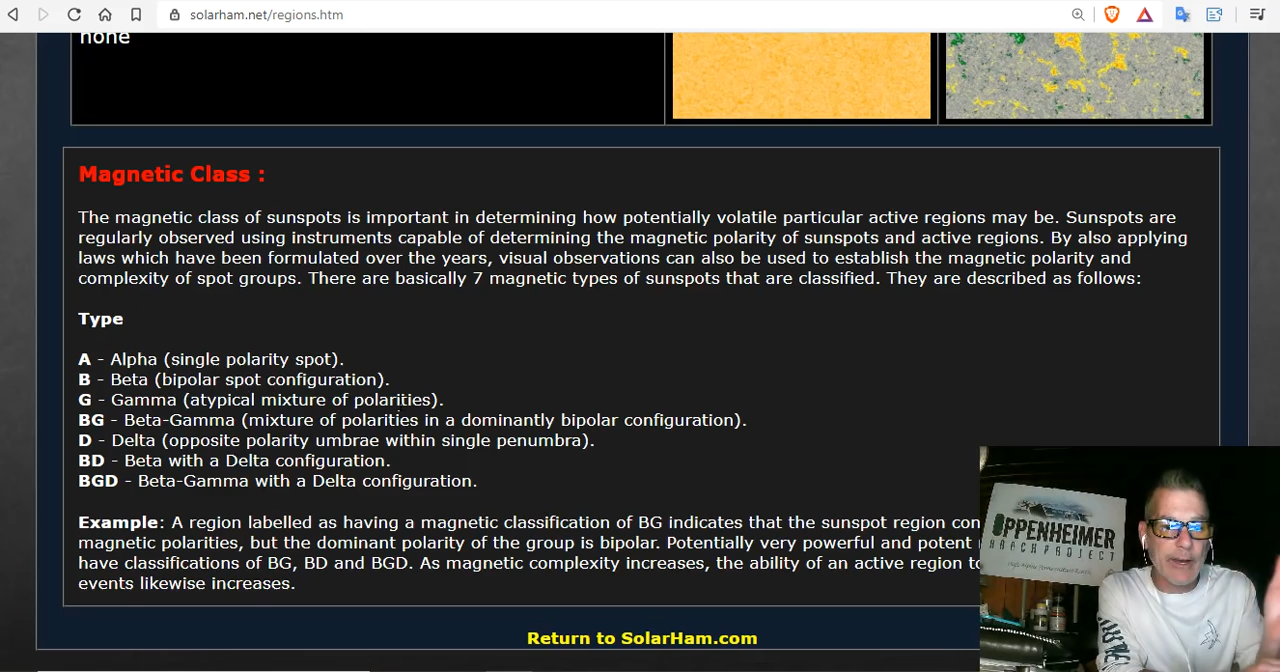 solarham.net/regions.htm
none
Magnetic Class :
The magnetic class of sunspots is important in determining how potentially volatile particular active regions may be. Sunspots are
regularly observed using instruments capable of determining the magnetic polarity of sunspots and active regions. By also applying
laws which have been formulated over the years, visual observations can also be used to establish the magnetic polarity and
complexity of spot groups. There are basically 7 magnetic types of sunspots that are classified. They are described as follows:
Type
A - Alpha (single polarity spot).
B - Beta (bipolar spot configuration).
G - Gamma (atypical mixture of polarities).
BG - Beta-Gamma (mixture of polarities in a dominantly bipolar configuration).
D - Delta (opposite polarity umbrae within single penumbra).
BD - Beta with a Delta configuration.
BGD - Beta-Gamma with a Delta configuration.
Example: A region labelled as having a magnetic classification of BG indicates that the sunspot region con
magnetic polarities, but the dominant polarity of the group is bipolar. Potentially very powerful and potent
have classifications of BG, BD and BGD. As magnetic complexity increases, the ability of an active region to
events likewise increases.
Return to SolarHam.com
OPPENHEIMER
RANCH PROJECT